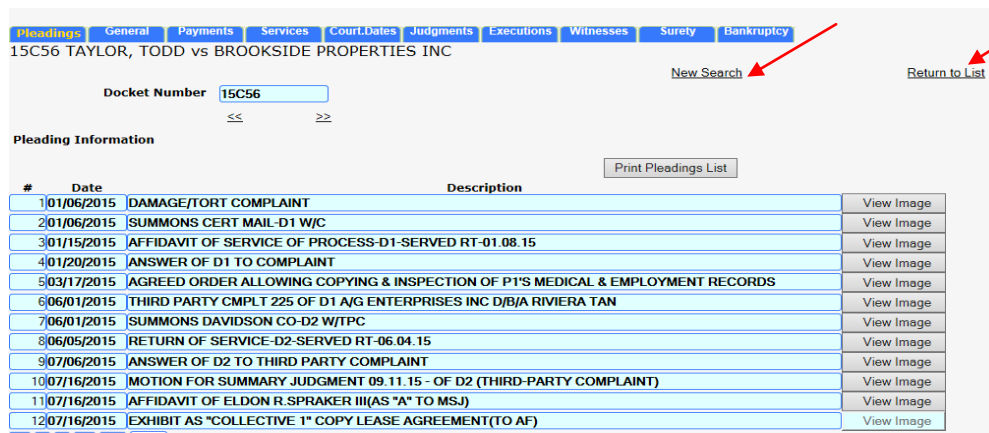 Pleadings General Payments Services Court.Dates Judgments Executions Witnesses Surety Bankruptcy
15C56 TAYLOR, TODD vs BROOKSIDE PROPERTIES INC
New Search Return to List
Docket Number 15C56
<< >>
Pleading Information
Print Pleadings List
# Date Description
1 01/06/2015 DAMAGE/TORT COMPLAINT View Image
2 01/06/2015 SUMMONS CERT MAIL-D1 W/C View Image
3 01/15/2015 AFFIDAVIT OF SERVICE OF PROCESS-D1-SERVED RT-01.08.15 View Image
4 01/20/2015 ANSWER OF D1 TO COMPLAINT View Image
5 03/17/2015 AGREED ORDER ALLOWING COPYING & INSPECTION OF P1'S MEDICAL & EMPLOYMENT RECORDS View Image
6 06/01/2015 THIRD PARTY CMPLT 225 OF D1 A/G ENTERPRISES INC D/B/A RIVIERA TAN View Image
7 06/01/2015 SUMMONS DAVIDSON CO-D2 W/TPC View Image
8 06/05/2015 RETURN OF SERVICE-D2-SERVED RT-06.04.15 View Image
9 07/06/2015 ANSWER OF D2 TO THIRD PARTY COMPLAINT View Image
10 07/16/2015 MOTION FOR SUMMARY JUDGMENT 09.11.15 - OF D2 (THIRD-PARTY COMPLAINT) View Image
11 07/16/2015 AFFIDAVIT OF ELDON R.SPRAKER III(AS "A" TO MSJ) View Image
12 07/16/2015 EXHIBIT AS "COLLECTIVE 1" COPY LEASE AGREEMENT(TO AF) View Image